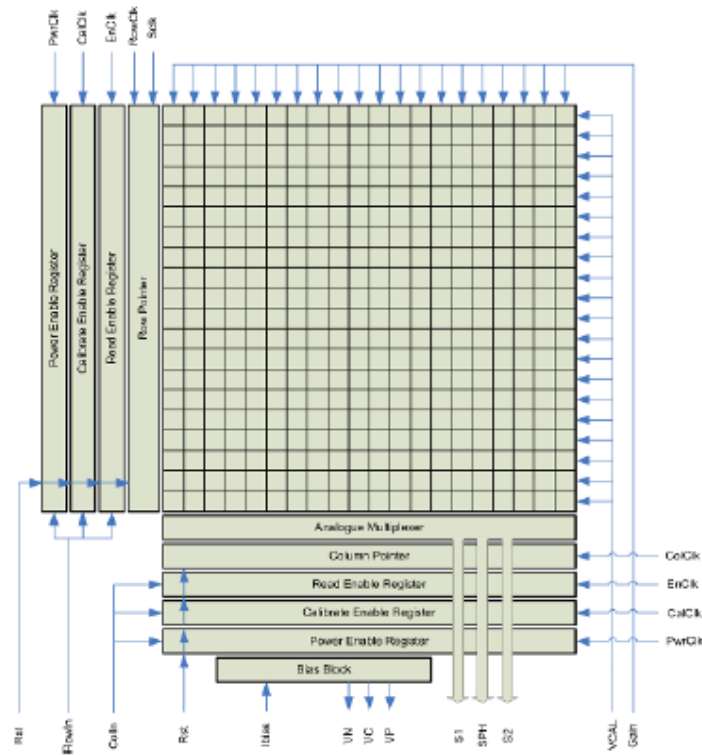 PwrClk
CalClk
EnClk
RowClk
Sclk
Power Enable Register
Calibrate Enable Register
Read Enable Register
Row Pointer
Analogue Multiplexer
Column Pointer
Read Enable Register
Calibrate Enable Register
Power Enable Register
Bias Block
ColClk
EnClk
CalClk
PwrClk
Rst
RowIn
ColIn
Rst
Ibias
VN
VC
VP
S1
SPH
S2
VCAL
Gain